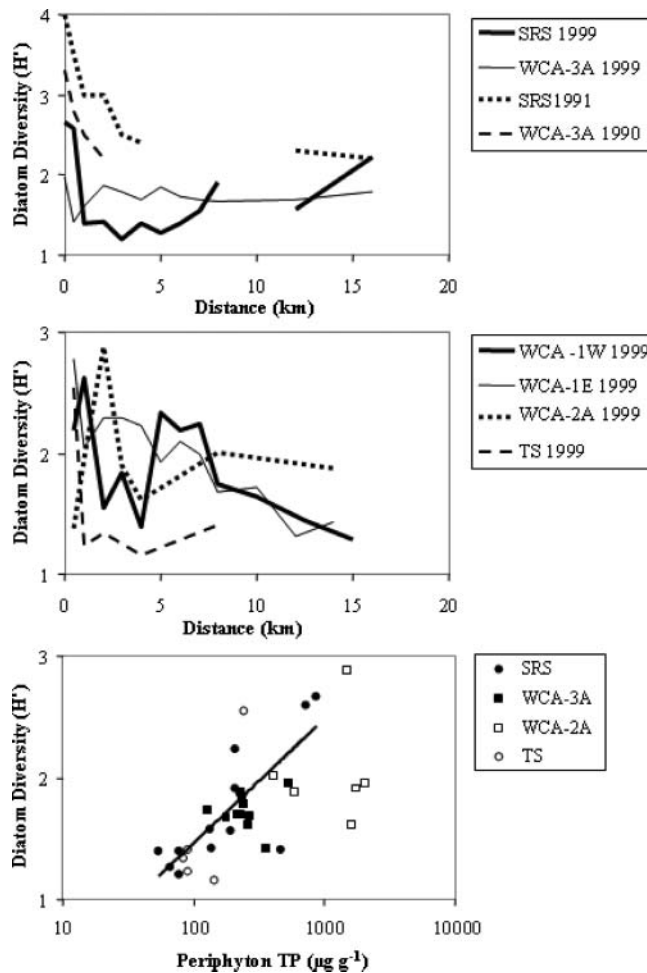 4
3
2
1
Diatom Diversity (H')
0
5
10
15
20
Distance (km)
SRS 1999
WCA-3A 1999
SRS1991
WCA-3A 1990
3
2
1
Diatom Diversity (H')
0
5
10
15
20
Distance (km)
WCA -1W 1999
WCA-1E 1999
WCA-2A 1999
TS 1999
3
2
1
Diatom Diversity (H')
10
100
1000
10000
Periphyton TP (µg g⁻¹)
SRS
WCA-3A
WCA-2A
TS